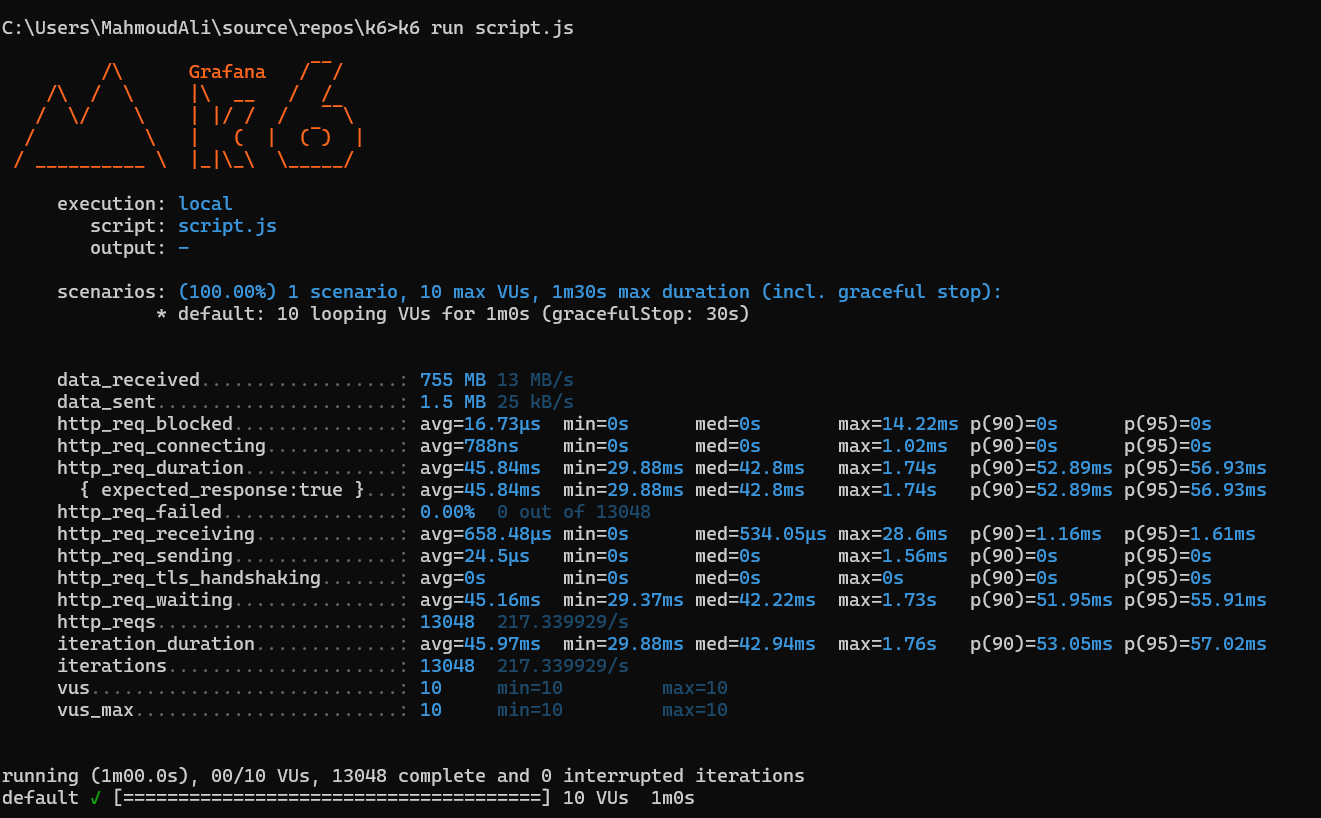 C:\Users\MahmoudAli\source\repos\k6>k6 run script.js
Grafana
k6
execution: local
script: script.js
output: -
scenarios: (100.00%) 1 scenario, 10 max VUs, 1m30s max duration (incl. graceful stop):
* default: 10 looping VUs for 1m0s (gracefulStop: 30s)
data_received..................: 755 MB 13 MB/s
data_sent......................: 1.5 MB 25 kB/s
http_req_blocked...............: avg=16.73µs min=0s med=0s max=14.22ms p(90)=0s p(95)=0s
http_req_connecting............: avg=788ns min=0s med=0s max=1.02ms p(90)=0s p(95)=0s
http_req_duration..............: avg=45.84ms min=29.88ms med=42.8ms max=1.74s p(90)=52.89ms p(95)=56.93ms
{ expected_response:true }...: avg=45.84ms min=29.88ms med=42.8ms max=1.74s p(90)=52.89ms p(95)=56.93ms
http_req_failed................: 0.00% 0 out of 13048
http_req_receiving.............: avg=658.48µs min=0s med=534.05µs max=28.6ms p(90)=1.16ms p(95)=1.61ms
http_req_sending...............: avg=24.5µs min=0s med=0s max=1.56ms p(90)=0s p(95)=0s
http_req_tls_handshaking.......: avg=0s min=0s med=0s max=0s p(90)=0s p(95)=0s
http_req_waiting...............: avg=45.16ms min=29.37ms med=42.22ms max=1.73s p(90)=51.95ms p(95)=55.91ms
http_reqs......................: 13048 217.339929/s
iteration_duration.............: avg=45.97ms min=29.88ms med=42.94ms max=1.76s p(90)=53.05ms p(95)=57.02ms
iterations.....................: 13048 217.339929/s
vus............................: 10 min=10 max=10
vus_max........................: 10 min=10 max=10
running (1m00.0s), 00/10 VUs, 13048 complete and 0 interrupted iterations
default ✓ [======================================] 10 VUs 1m0s